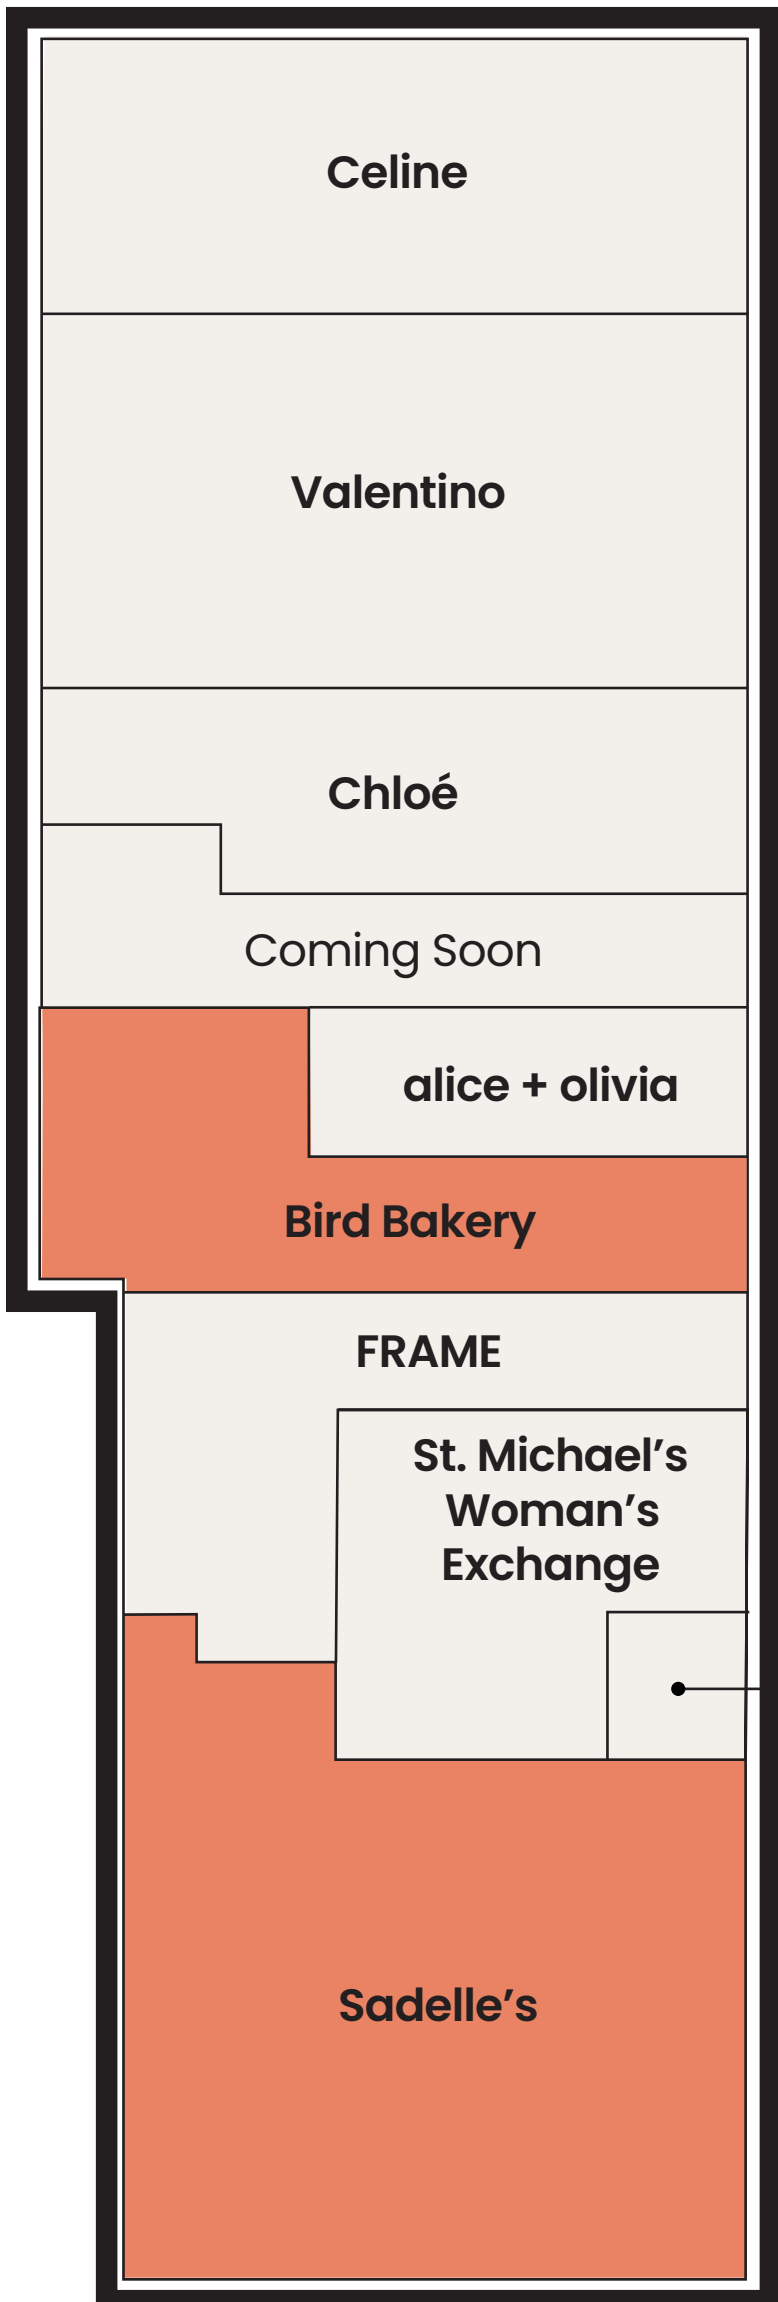 Celine
Valentino
Chloé
Coming Soon
alice + olivia
Bird Bakery
FRAME
St. Michael’s
Woman’s
Exchange
Sadelle’s